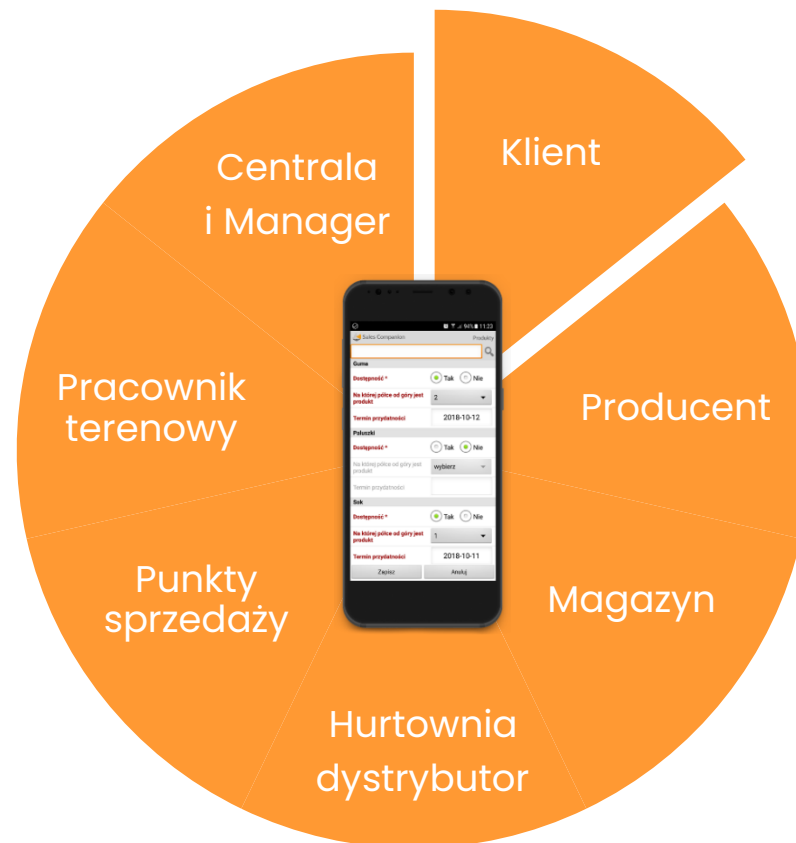 Klient
Centrala
i Manager
Producent
Pracownik
terenowy
Magazyn
Punkty
sprzedaży
Hurtownia
dystrybutor
94% 11:23
Sales Companion
Produkty
Guma
Dostępność *
Tak
Nie
Na której półce od góry jest
produkt
2
Termin przydatności
2018-10-12
Paluszki
Dostępność *
Tak
Nie
Na której półce od góry jest
produkt
wybierz
Termin przydatności
Sok
Dostępność *
Tak
Nie
Na której półce od góry jest
produkt
1
Termin przydatności
2018-10-11
Zapisz
Anuluj